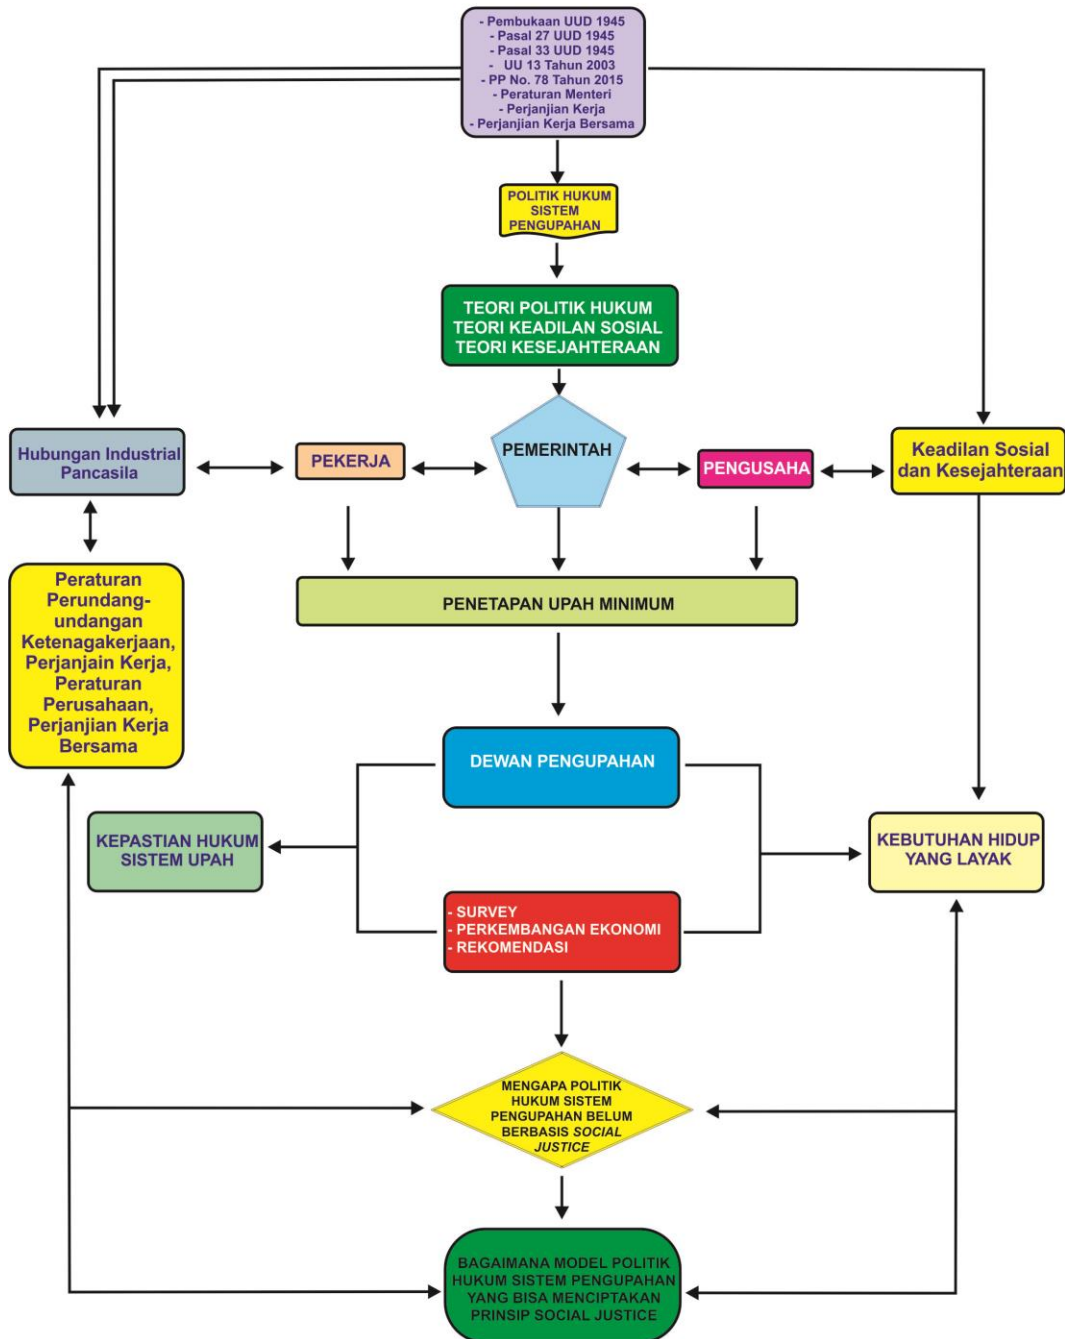 - Pembukaan UUD 1945
- Pasal 27 UUD 1945
- Pasal 33 UUD 1945
- UU 13 Tahun 2003
- PP No. 78 Tahun 2015
- Peraturan Menteri
- Perjanjian Kerja
- Perjanjian Kerja Bersama
POLITIK HUKUM
SISTEM
PENGUPAHAN
TEORI POLITIK HUKUM
TEORI KEADILAN SOSIAL
TEORI KESEJAHTERAAN
Hubungan Industrial
Pancasila
PEKERJA
PEMERINTAH
PENGUSAHA
Keadilan Sosial
dan Kesejahteraan
Peraturan
Perundang-
undangan
Ketenagakerjaan,
Perjanjain Kerja,
Peraturan
Perusahaan,
Perjanjian Kerja
Bersama
PENETAPAN UPAH MINIMUM
DEWAN PENGUPAHAN
KEPASTIAN HUKUM
SISTEM UPAH
KEBUTUHAN HIDUP
YANG LAYAK
- SURVEY
- PERKEMBANGAN EKONOMI
- REKOMENDASI
MENGAPA POLITIK
HUKUM SISTEM
PENGUPAHAN BELUM
BERBASIS SOCIAL
JUSTICE
BAGAIMANA MODEL POLITIK
HUKUM SISTEM PENGUPAHAN
YANG BISA MENCIPTAKAN
PRINSIP SOCIAL JUSTICE